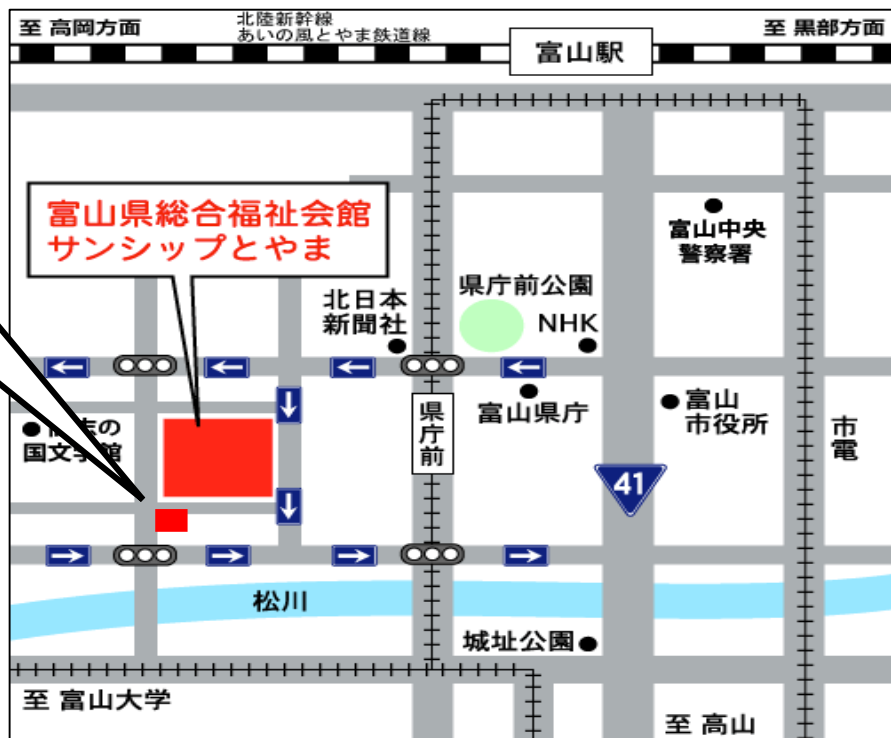 至 高岡方面
北陸新幹線
あいの風とやま鉄道線
富山駅
至 黒部方面
富山県総合福祉会館
サンシップとやま
富山中央
警察署
県庁前公園
北日本
新聞社
NHK
富山県庁
富山
市役所
県庁前
市電
の
国文学館
41
松川
城址公園
至 富山大学
至 高山